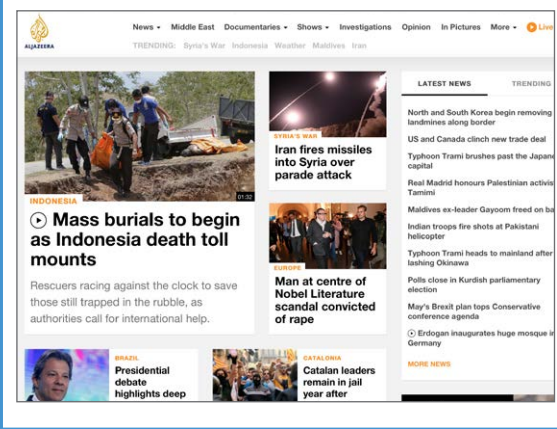 ALJAZEERA
News Middle East Documentaries Shows Investigations Opinion In Pictures More Live
TRENDING: Syria's War Indonesia Weather Maldives Iran
01:32
INDONESIA
Mass burials to begin
as Indonesia death toll
mounts
Rescuers racing against the clock to save
those still trapped in the rubble, as
authorities call for international help.
SYRIA'S WAR
Iran fires missiles
into Syria over
parade attack
EUROPE
Man at centre of
Nobel Literature
scandal convicted
of rape
BRAZIL
Presidential
debate
highlights deep
CATALONIA
Catalan leaders
remain in jail
year after
LATEST NEWS TRENDING
North and South Korea begin removing
landmines along border
US and Canada clinch new trade deal
Typhoon Trami brushes past the Japan
capital
Real Madrid honours Palestinian activis
Tamimi
Maldives ex-leader Gayoom freed on ba
Indian troops fire shots at Pakistani
helicopter
Typhoon Trami heads to mainland after
lashing Okinawa
Polls close in Kurdish parliamentary
election
May's Brexit plan tops Conservative
conference agenda
Erdogan inaugurates huge mosque in
Germany
MORE NEWS